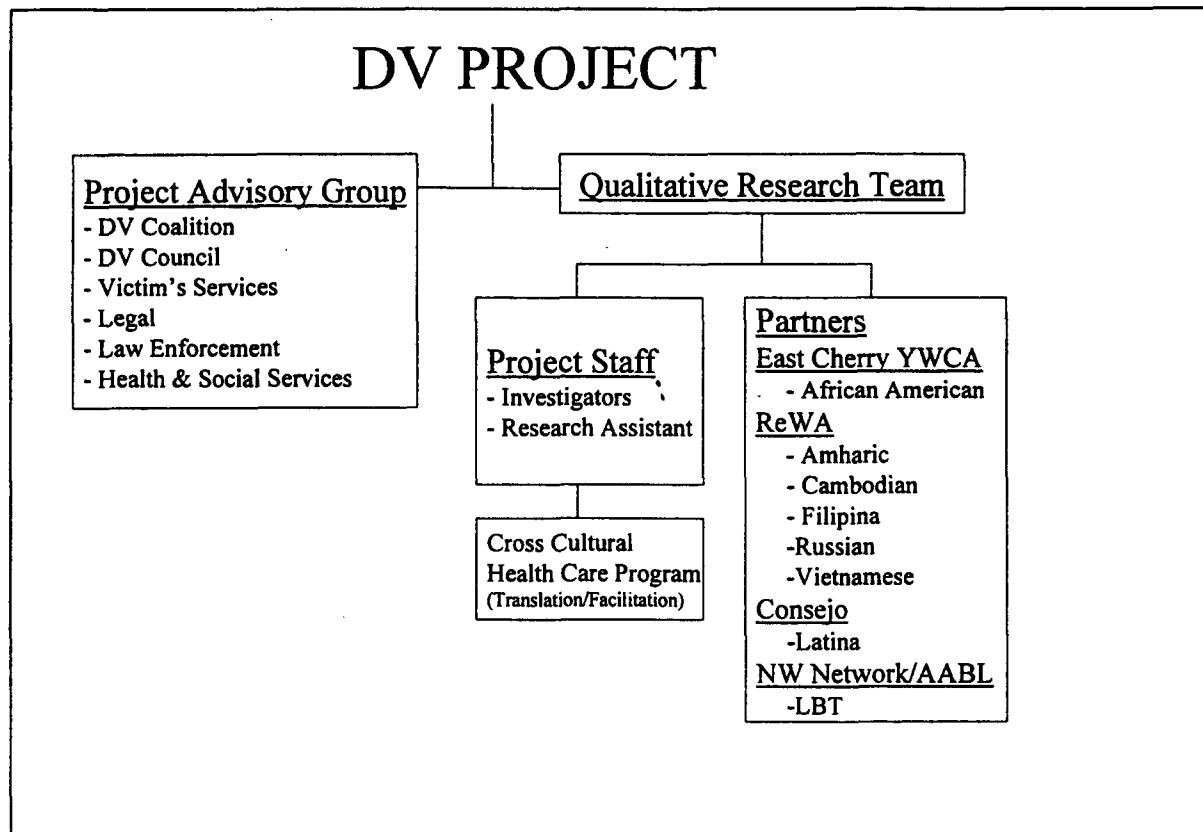 DV PROJECT
Project Advisory Group
- DV Coalition
- DV Council
- Victim's Services
- Legal
- Law Enforcement
- Health & Social Services
Qualitative Research Team
Project Staff
- Investigators
- Research Assistant
Cross Cultural
Health Care Program
(Translation/Facilitation)
Partners
East Cherry YWCA
- African American
ReWA
- Amharic
- Cambodian
- Filipina
-Russian
-Vietnamese
Consejo
-Latina
NW Network/AABL
-LBT